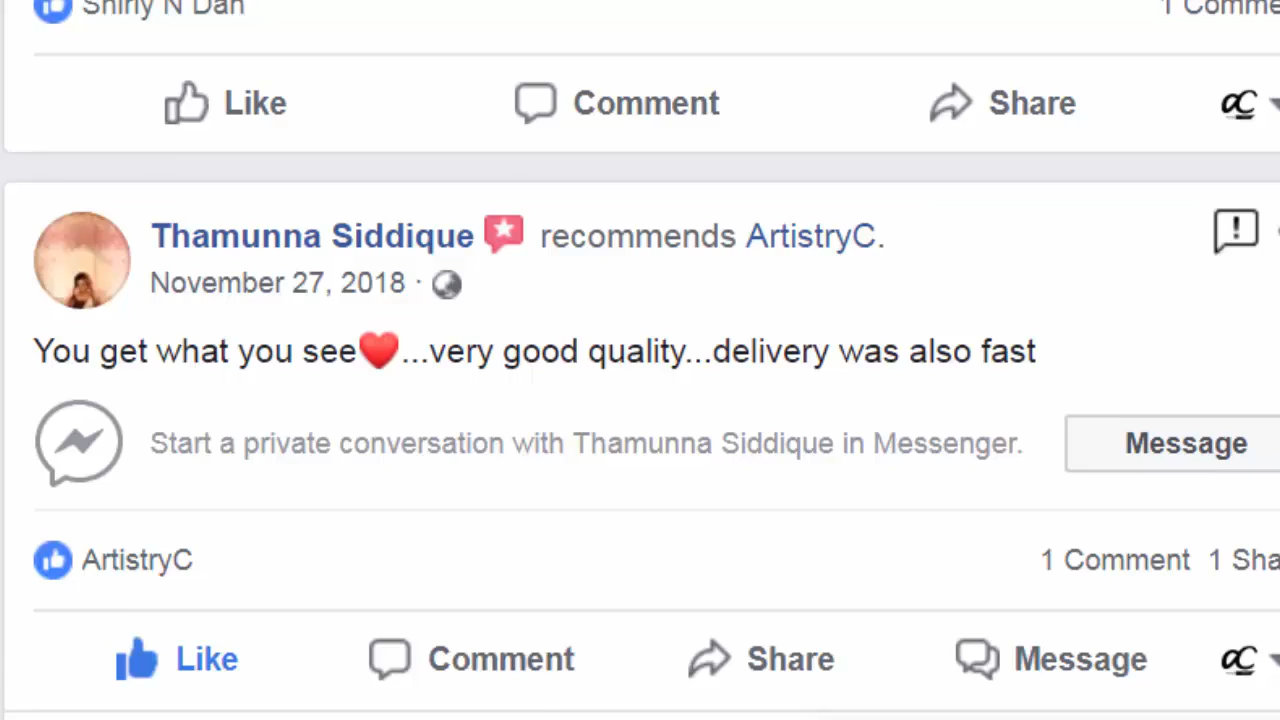 Shirly N Dan
1 Comme
Like Comment Share
Thamunna Siddique recommends ArtistryC.
November 27, 2018 ·
You get what you see❤️...very good quality...delivery was also fast
Start a private conversation with Thamunna Siddique in Messenger.
Message
ArtistryC
1 Comment 1 Sha
Like Comment Share Message